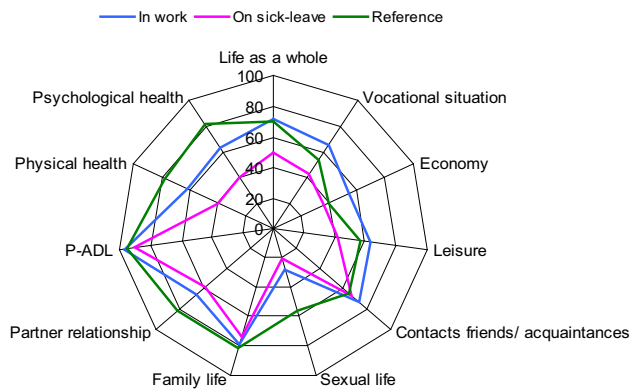 In work On sick-leave Reference
Life as a whole
100
Psychological health Vocational situation
80
60
Physical health Economy
40
20
0
P-ADL Leisure
Partner relationship Contacts friends/ acquaintances
Family life Sexual life